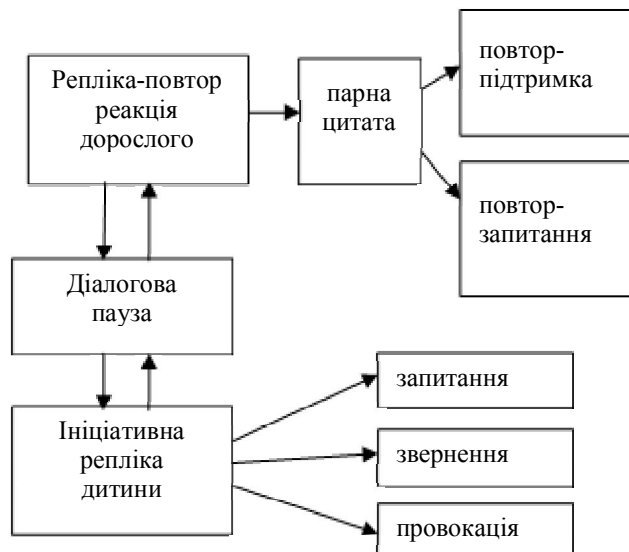 Репліка-повтор
реакція
дорослого
парна
цитата
повтор-
підтримка
повтор-
запитання
Діалогова
пауза
Ініціативна
репліка
дитини
запитання
звернення
провокація